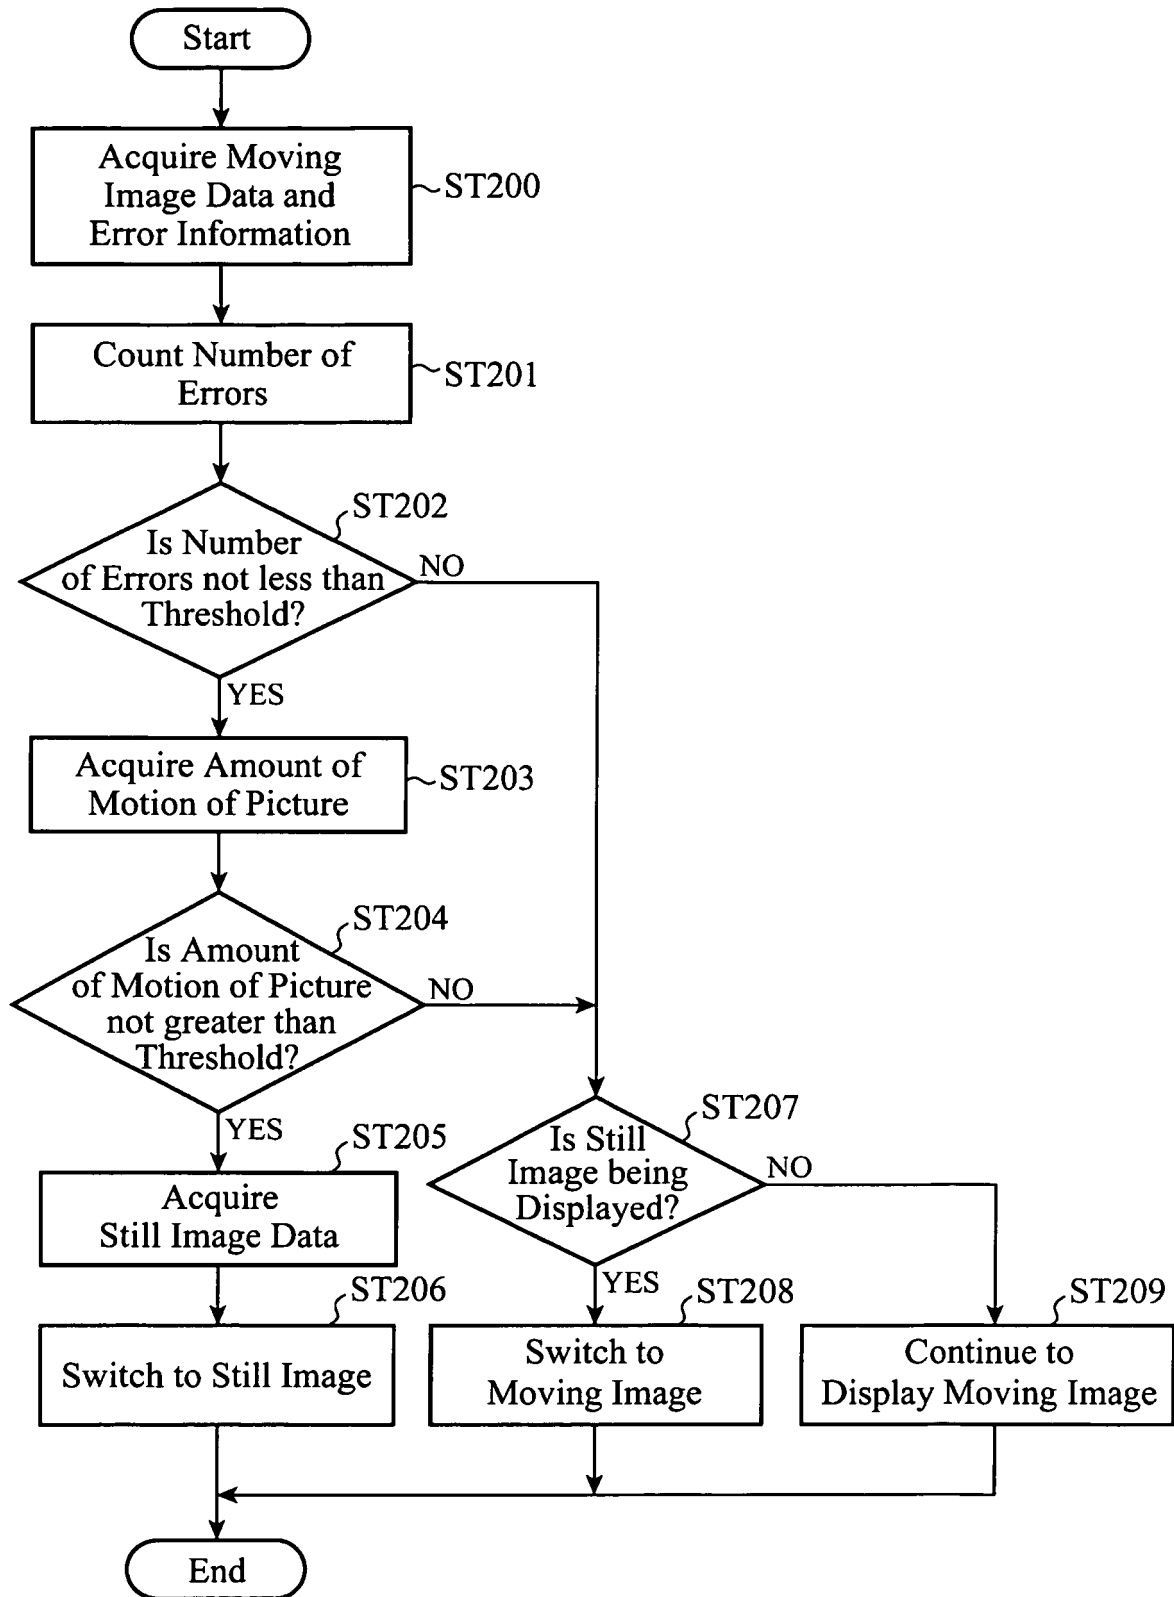 Start
Acquire Moving
Image Data and
Error Information
ST200
Count Number of
Errors
ST201
ST202
Is Number
of Errors not less than
Threshold?
NO
YES
Acquire Amount of
Motion of Picture
ST203
ST204
Is Amount
of Motion of Picture
not greater than
Threshold?
NO
YES
ST205
Acquire
Still Image Data
ST206
Switch to Still Image
ST207
Is Still
Image being
Displayed?
NO
YES
ST208
Switch to
Moving Image
ST209
Continue to
Display Moving Image
End